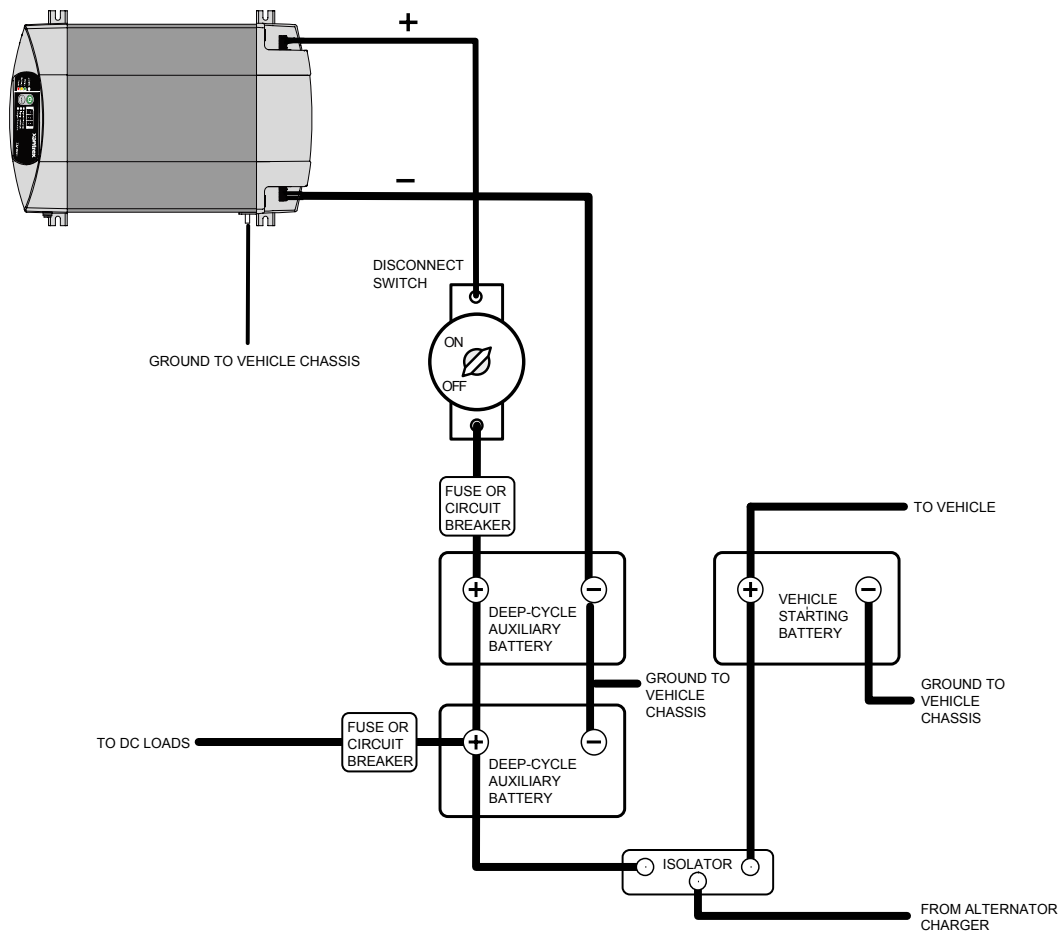 +
xantrex
−
DISCONNECT
SWITCH
ON
OFF
GROUND TO VEHICLE CHASSIS
FUSE OR
CIRCUIT
BREAKER
TO VEHICLE
+
−
DEEP-CYCLE
AUXILIARY
BATTERY
+
−
VEHICLE
STARTING
BATTERY
GROUND TO
VEHICLE
CHASSIS
GROUND TO
VEHICLE
CHASSIS
TO DC LOADS
FUSE OR
CIRCUIT
BREAKER
+
−
DEEP-CYCLE
AUXILIARY
BATTERY
ISOLATOR
FROM ALTERNATOR
CHARGER